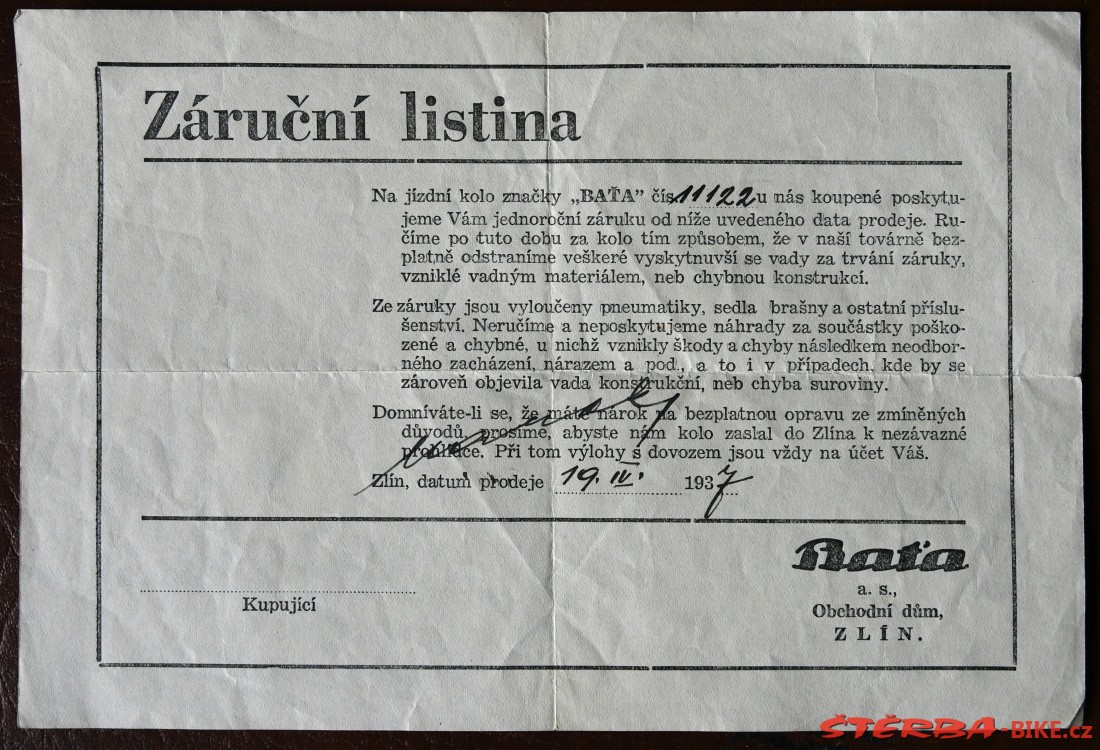 Záruční listina
Na jízdní kolo značky „BAŤA” čís. 11122 u nás koupené poskytu-
jeme Vám jednoroční záruku od níže uvedeného data prodeje. Ru-
číme po tuto dobu za kolo tím způsobem, že v naší továrně bez-
platně odstraníme veškeré vyskytnuvší se vady za trvání záruky,
vzniklé vadným materiálem, neb chybnou konstrukcí.
Ze záruky jsou vyloučeny pneumatiky, sedla brašny a ostatní příslu-
šenství. Neručíme a neposkytujeme náhrady za součástky poško-
zené a chybné, u nichž vznikly škody a chyby následkem neodbor-
ného zacházení, nárazem a pod., a to i v případech, kde by se
zároveň objevila vada konstrukční, neb chyba suroviny.
Domníváte-li se, že máte nárok na bezplatnou opravu ze zmíněných
důvodů, prosíme, abyste nám kolo zaslal do Zlína k nezávazné
prohlídce. Při tom výlohy s dovozem jsou vždy na účet Váš.
Zlín, datum prodeje 19. IV. 1937
Kupující
Baťa
a. s.,
Obchodní dům,
ZLÍN.
ŠTĚRBA-BIKE.cz